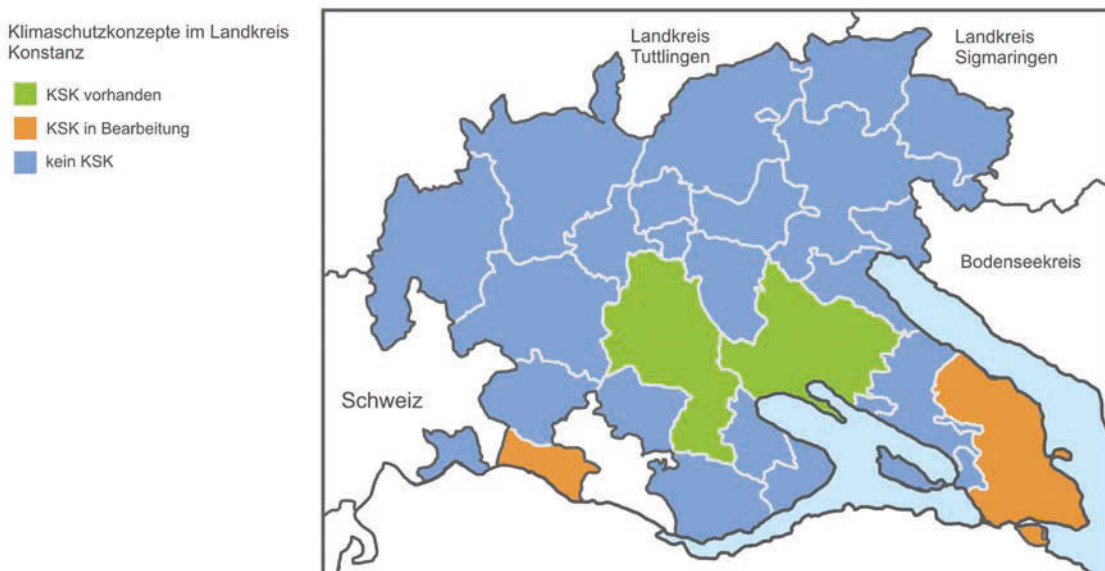 Klimaschutzkonzepte im Landkreis
Konstanz
KSK vorhanden
KSK in Bearbeitung
kein KSK
Landkreis
Tuttlingen
Landkreis
Sigmaringen
Bodenseekreis
Schweiz